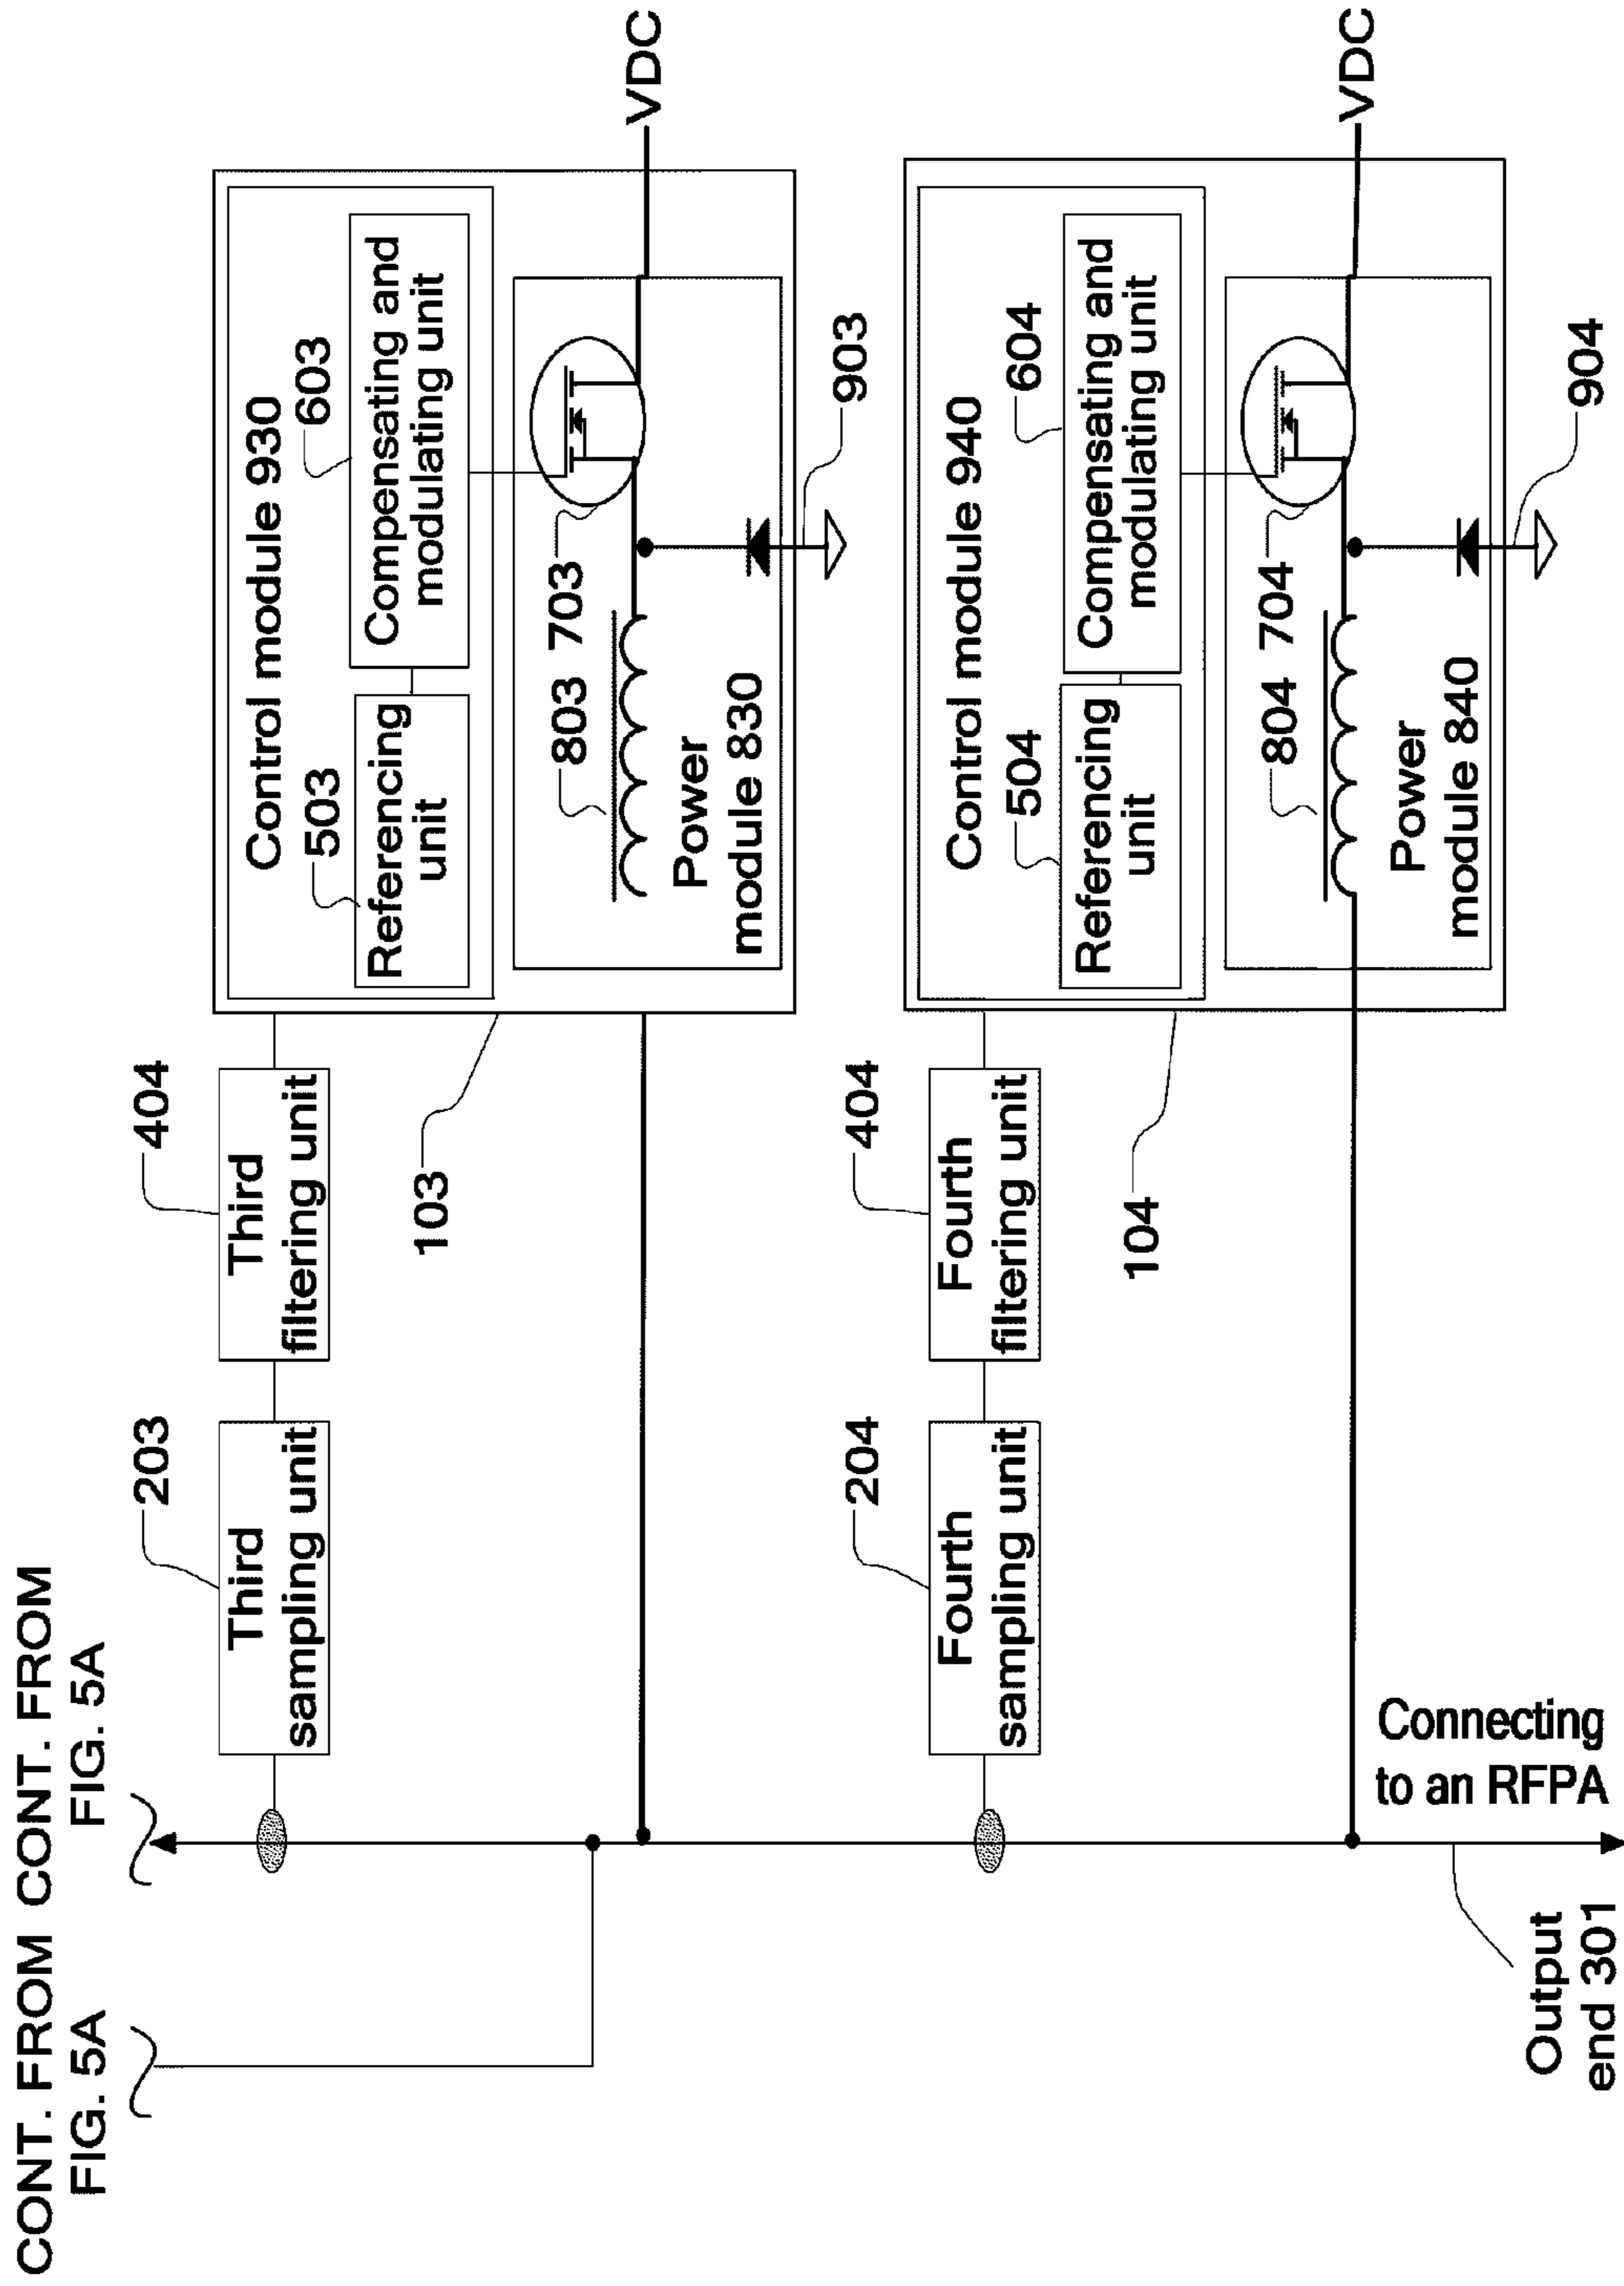 CONT. FROM
FIG. 5A
CONT. FROM
FIG. 5A
203
Third
sampling unit
404
Third
filtering unit
103
Control module 930
503
Referencing
unit
603
Compensating and
modulating unit
803
703
Power
module 830
903
VDC
204
Fourth
sampling unit
404
Fourth
filtering unit
104
Control module 940
504
Referencing
unit
604
Compensating and
modulating unit
804
704
Power
module 840
904
VDC
Output
end 301
Connecting
to an RFPA